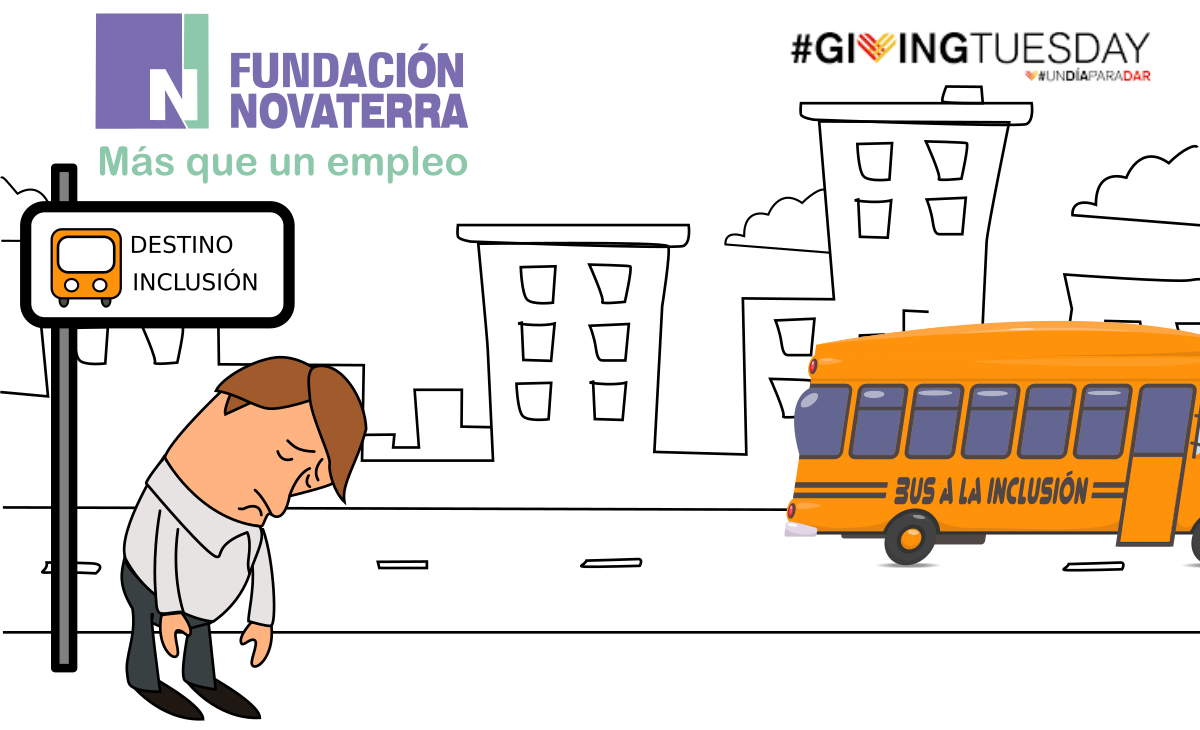 N
FUNDACIÓN
NOVATERRA
Más que un empleo
#GIVINGTUESDAY
#UNDÍAPARADAR
DESTINO
INCLUSIÓN
BUS A LA INCLUSIÓN